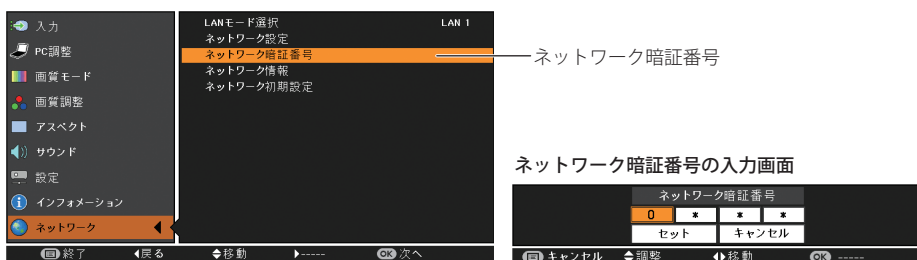 入力
PC調整
画質モード
画質調整
アスペクト
サウンド
設定
インフォメーション
ネットワーク
LANモード選択 LAN 1
ネットワーク設定
ネットワーク暗証番号
ネットワーク情報
ネットワーク初期設定
終了 戻る 移動 ----- OK 次へ
ネットワーク暗証番号
ネットワーク暗証番号の入力画面
ネットワーク暗証番号
0 * * *
セット キャンセル
キャンセル 調整 移動 OK -----